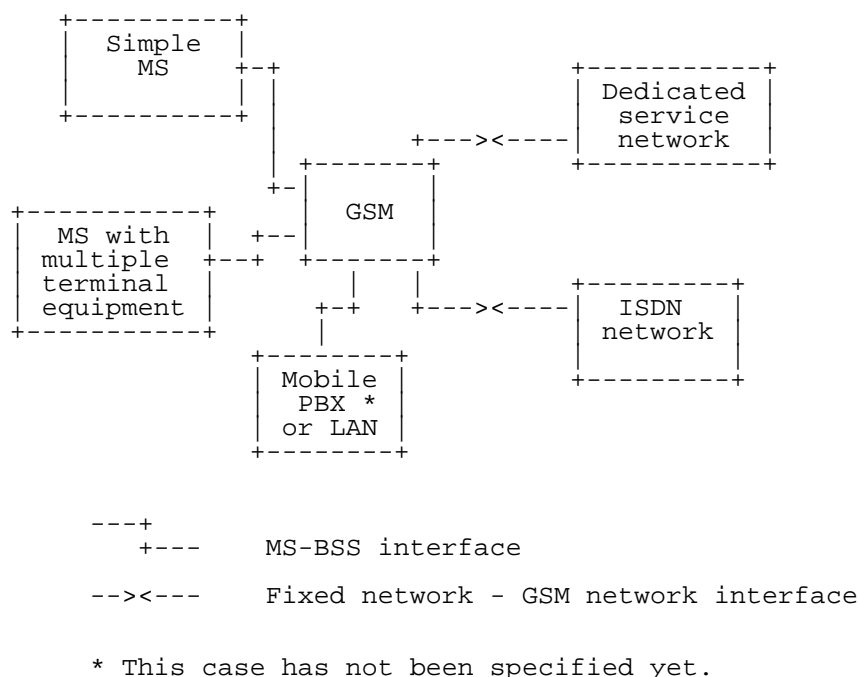 Simple
MS
Dedicated
service
network
GSM
MS with
multiple
terminal
equipment
ISDN
network
Mobile
PBX *
or LAN
MS-BSS interface
Fixed network - GSM network interface
* This case has not been specified yet.